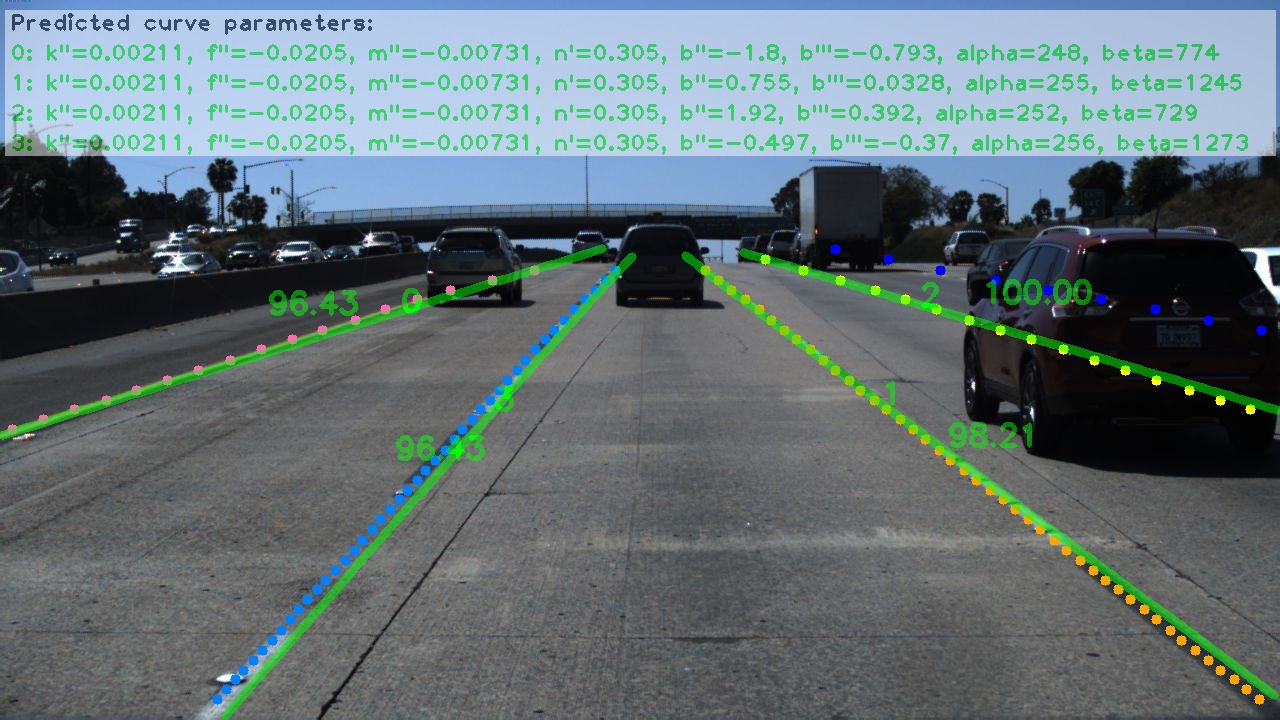 Predicted curve parameters:
0: k''=0.00211, f''=-0.0205, m''=-0.00731, n'=0.305, b''=-1.8, b'''=-0.793, alpha=248, beta=774
1: k''=0.00211, f''=-0.0205, m''=-0.00731, n'=0.305, b''=0.755, b'''=0.0328, alpha=255, beta=1245
2: k''=0.00211, f''=-0.0205, m''=-0.00731, n'=0.305, b''=1.92, b'''=0.392, alpha=252, beta=729
3: k''=0.00211, f''=-0.0205, m''=-0.00731, n'=0.305, b''=-0.497, b'''=-0.37, alpha=256, beta=1273
96.43 0
2 100.00
3
1
96.43
98.21